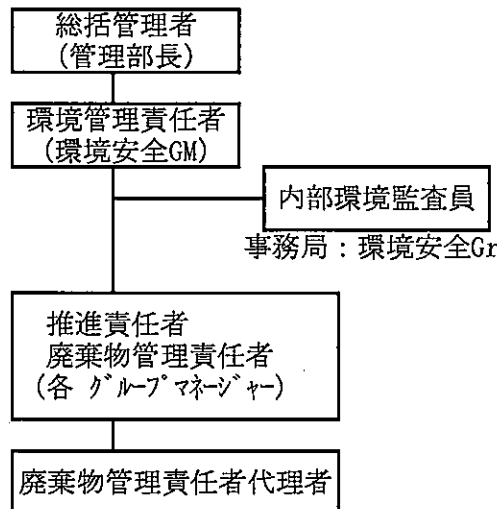 総括管理者
(管理部長)
環境管理責任者
(環境安全GM)
内部環境監査員
事務局：環境安全Gr
推進責任者
廃棄物管理責任者
(各 ｸﾞﾙｰﾌﾟﾏﾈｰｼﾞｬｰ)
廃棄物管理責任者代理者